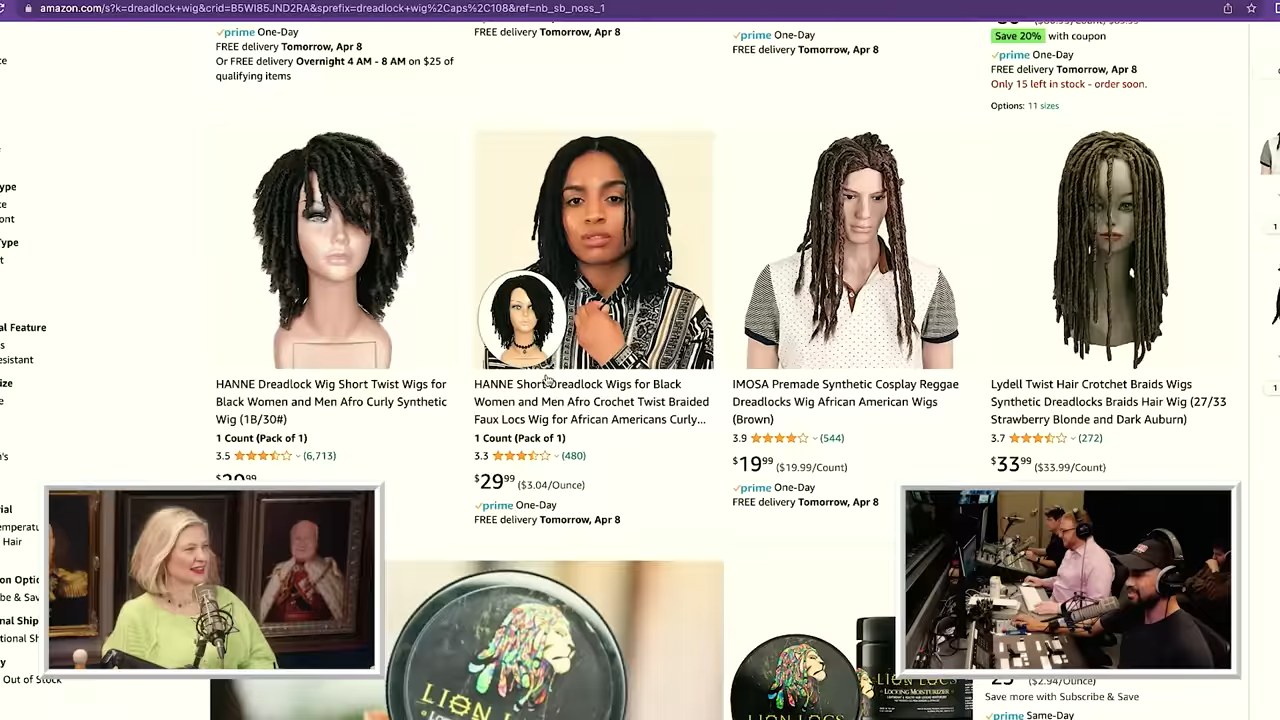 amazon.com/s?k=dreadlock+wig&crid=B5WI85JND2RA&sprefix=dreadlock+wig%2Caps%2C108&ref=nb_sb_noss_1
prime One-Day
FREE delivery Tomorrow, Apr 8
Or FREE delivery Overnight 4 AM - 8 AM on $25 of
qualifying items
FREE delivery Tomorrow, Apr 8
prime One-Day
FREE delivery Tomorrow, Apr 8
Save 20% with coupon
prime One-Day
FREE delivery Tomorrow, Apr 8
Only 15 left in stock - order soon.
Options: 11 sizes
HANNE Dreadlock Wig Short Twist Wigs for
Black Women and Men Afro Curly Synthetic
Wig (1B/30#)
1 Count (Pack of 1)
3.5 (6,713)
HANNE Short Dreadlock Wigs for Black
Women and Men Afro Crochet Twist Braided
Faux Locs Wig for African Americans Curly...
1 Count (Pack of 1)
3.3 (480)
$29.99 ($3.04/Ounce)
prime One-Day
FREE delivery Tomorrow, Apr 8
IMOSA Premade Synthetic Cosplay Reggae
Dreadlocks Wig African American Wigs
(Brown)
3.9 (544)
$19.99 ($19.99/Count)
prime One-Day
FREE delivery Tomorrow, Apr 8
Lydell Twist Hair Crotchet Braids Wigs
Synthetic Dreadlocks Braids Hair Wig (27/33
Strawberry Blonde and Dark Auburn)
3.7 (272)
$33.99 ($33.99/Count)
Out of Stock
LION
LION LOCS
LION LOCS
LOCKING MOISTURIZER
($2.94/Ounce)
Save more with Subscribe & Save
prime Same-Day